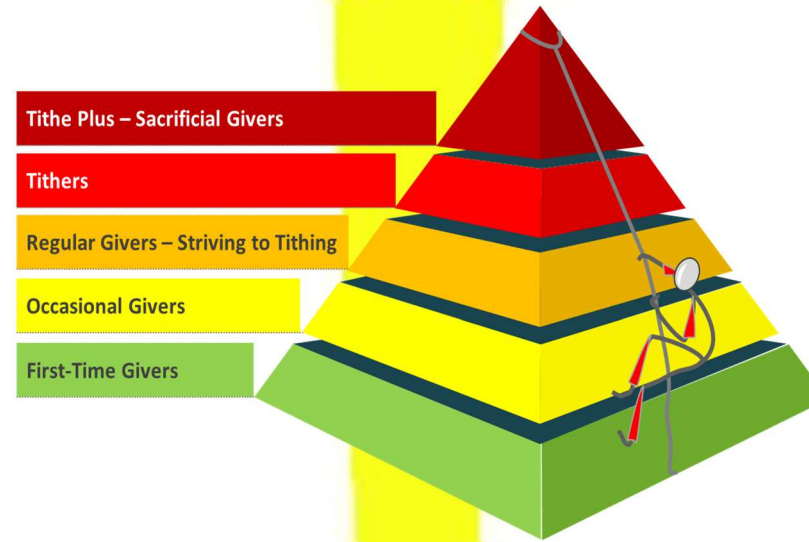 Tithe Plus – Sacrificial Givers
Tithers
Regular Givers – Striving to Tithing
Occasional Givers
First-Time Givers